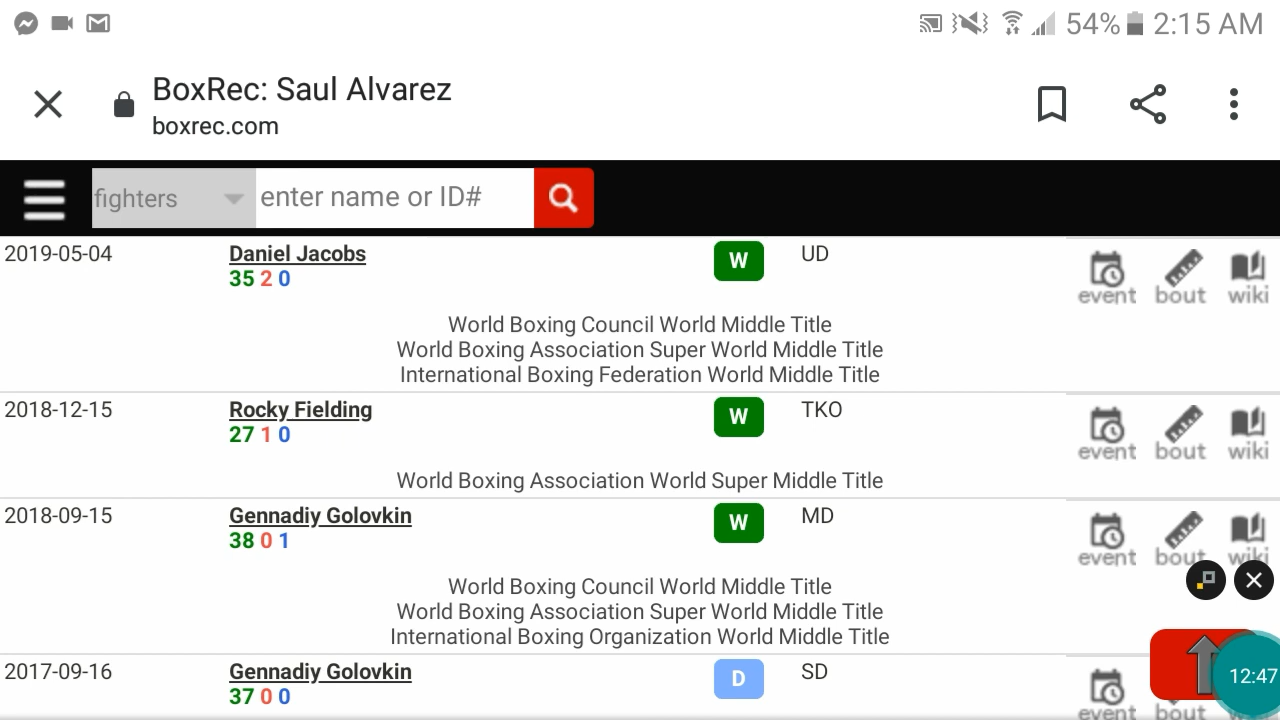 54% 2:15 AM
BoxRec: Saul Alvarez
boxrec.com
fighters enter name or ID#
2019-05-04 Daniel Jacobs W UD
35 2 0
event bout wiki
World Boxing Council World Middle Title
World Boxing Association Super World Middle Title
International Boxing Federation World Middle Title
2018-12-15 Rocky Fielding W TKO
27 1 0
event bout wiki
World Boxing Association World Super Middle Title
2018-09-15 Gennadiy Golovkin W MD
38 0 1
event bout wiki
World Boxing Council World Middle Title
World Boxing Association Super World Middle Title
International Boxing Organization World Middle Title
2017-09-16 Gennadiy Golovkin D SD
37 0 0
12:47
event bout